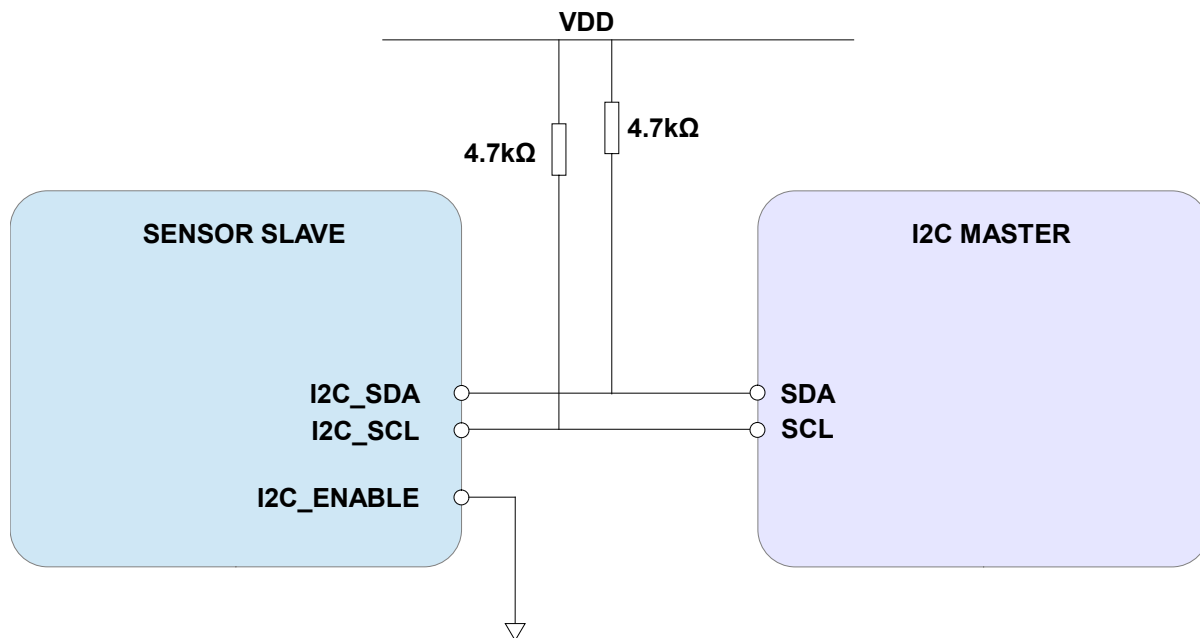 VDD
4.7kΩ
4.7kΩ
SENSOR SLAVE
I2C MASTER
I2C_SDA
SDA
I2C_SCL
SCL
I2C_ENABLE